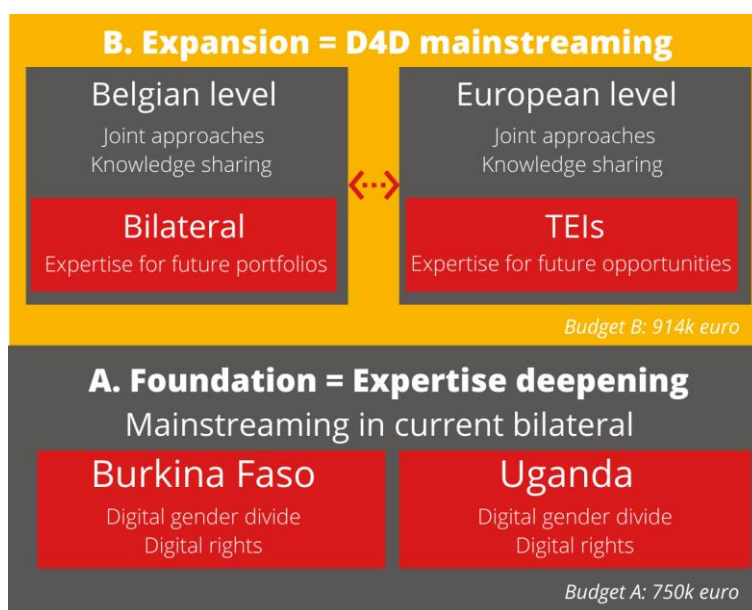 B. Expansion = D4D mainstreaming
Belgian level
Joint approaches
Knowledge sharing
Bilateral
Expertise for future portfolios
European level
Joint approaches
Knowledge sharing
TEIs
Expertise for future opportunities
Budget B: 914k euro
A. Foundation = Expertise deepening
Mainstreaming in current bilateral
Burkina Faso
Digital gender divide
Digital rights
Uganda
Digital gender divide
Digital rights
Budget A: 750k euro